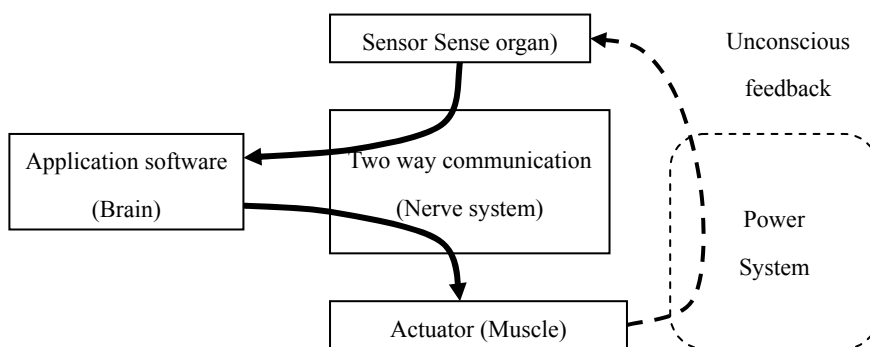 Sensor Sense organ)
Unconscious
feedback
Application software
(Brain)
Two way communication
(Nerve system)
Power
System
Actuator (Muscle)